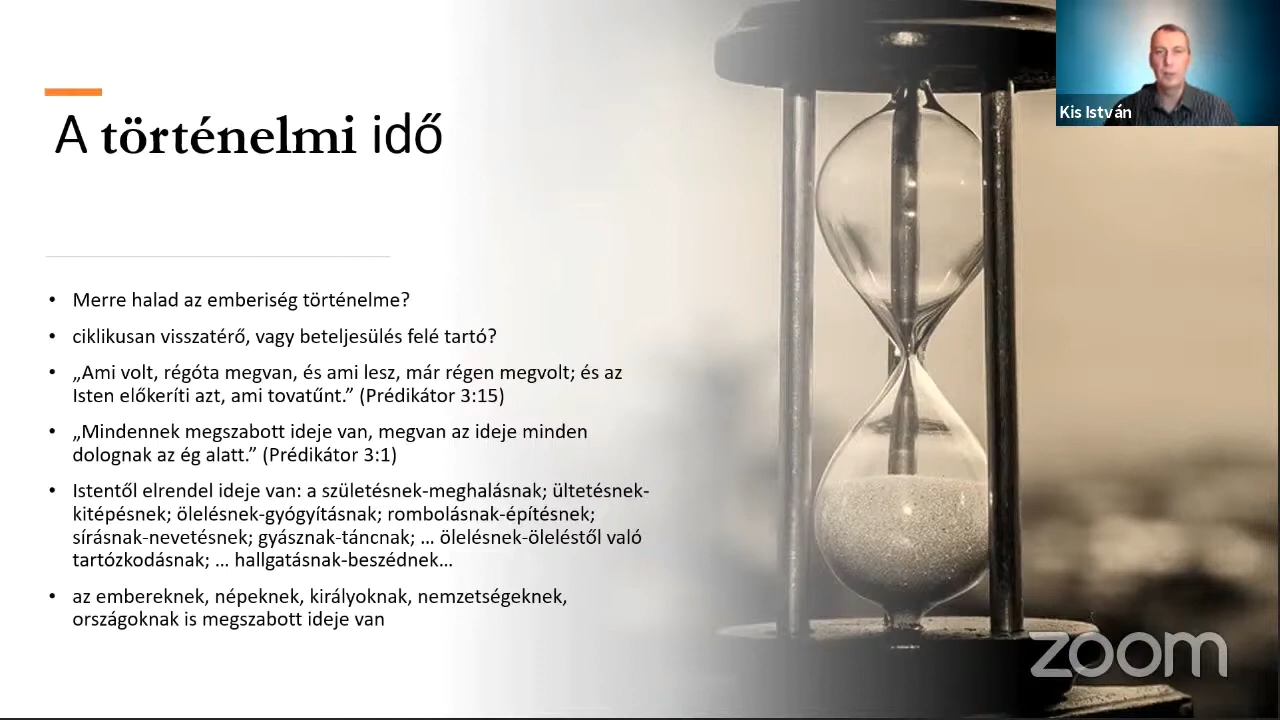 A történelmi idő
Kis István
• Merre halad az emberiség történelme?
• ciklikusan visszatérő, vagy beteljesülés felé tartó?
• „Ami volt, régóta megvan, és ami lesz, már régen megvolt; és az
Isten előkeríti azt, ami tovatűnt.” (Prédikátor 3:15)
• „Mindennek megszabott ideje van, megvan az ideje minden
dolognak az ég alatt.” (Prédikátor 3:1)
• Istentől elrendel ideje van: a születésnek-meghalásnak; ültetésnek-
kitépésnek; ölelésnek-gyógyításnak; rombolásnak-építésnek;
sírásnak-nevetésnek; gyásznak-táncnak; ... ölelésnek-öleléstől való
tartózkodásnak; ... hallgatásnak-beszédnek...
• az embereknek, népeknek, királyoknak, nemzetségeknek,
országoknak is megszabott ideje van
zoom